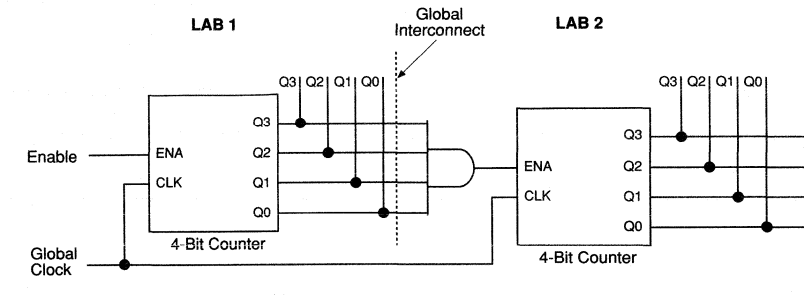 LAB 1
Global
Interconnect
LAB 2
Q3 Q2 Q1 Q0
Q3 Q2 Q1 Q0
Enable
ENA
CLK
Q3
Q2
Q1
Q0
4-Bit Counter
Global
Clock
ENA
CLK
Q3
Q2
Q1
Q0
4-Bit Counter